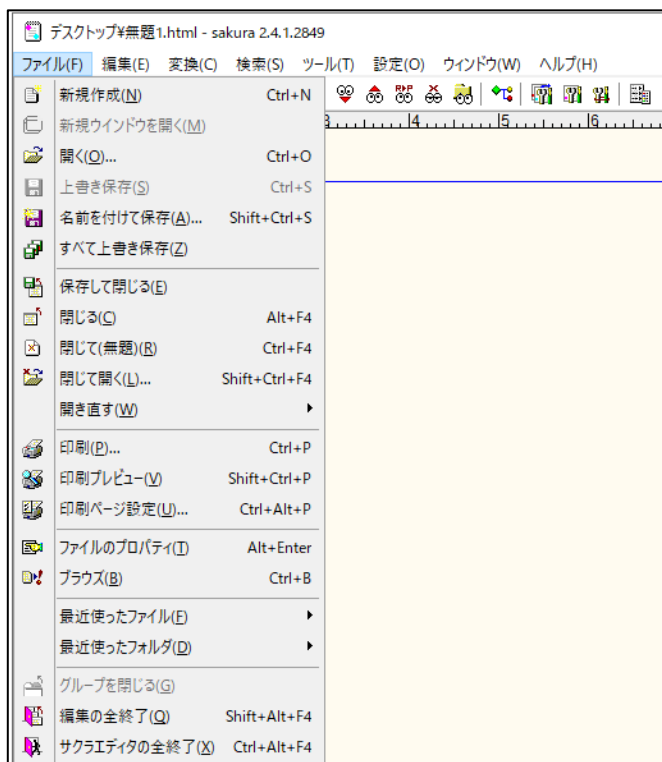 デスクトップ¥無題1.html - sakura 2.4.1.2849
ファイル(F) 編集(E) 変換(C) 検索(S) ツール(T) 設定(O) ウィンドウ(W) ヘルプ(H)
新規作成(N) Ctrl+N
新規ウインドウを開く(M)
3 4 5 6
開く(O)... Ctrl+O
上書き保存(S) Ctrl+S
名前を付けて保存(A)... Shift+Ctrl+S
すべて上書き保存(Z)
保存して閉じる(E)
閉じる(C) Alt+F4
閉じて(無題)(R) Ctrl+F4
閉じて開く(L)... Shift+Ctrl+F4
開き直す(W)
印刷(P)... Ctrl+P
印刷プレビュー(V) Shift+Ctrl+P
印刷ページ設定(U)... Ctrl+Alt+P
ファイルのプロパティ(T) Alt+Enter
ブラウズ(B) Ctrl+B
最近使ったファイル(F)
最近使ったフォルダ(D)
グループを閉じる(G)
編集の全終了(Q) Shift+Alt+F4
サクラエディタの全終了(X) Ctrl+Alt+F4